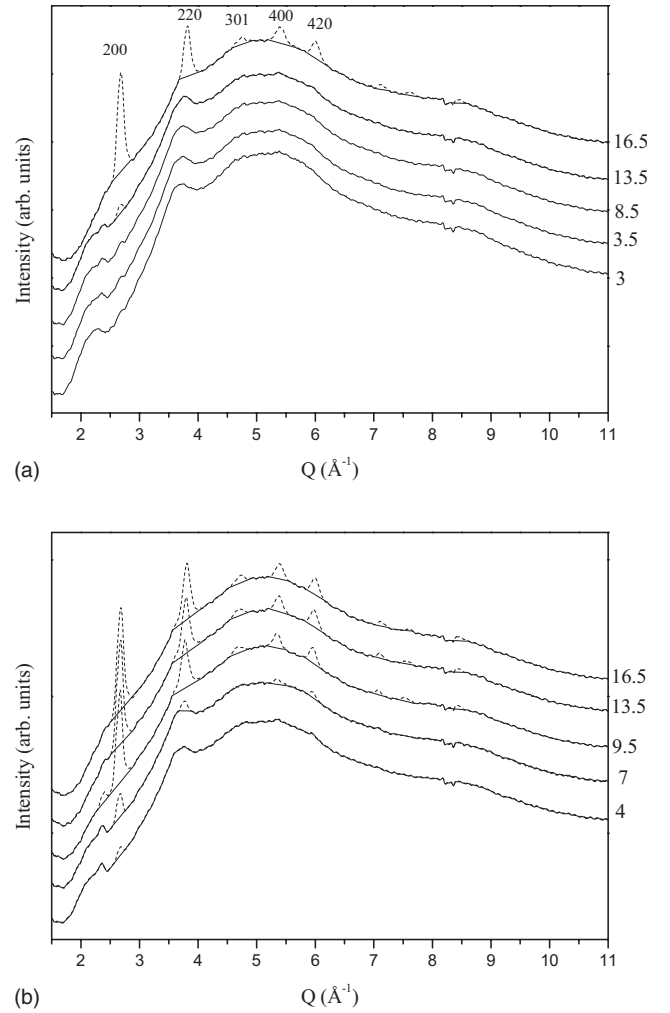 220
301 400
420
200
16.5
13.5
8.5
3.5
3
Intensity (arb. units)
2 3 4 5 6 7 8 9 10 11
(a)
Q (Å⁻¹)
16.5
13.5
9.5
7
4
Intensity (arb. units)
2 3 4 5 6 7 8 9 10 11
(b)
Q (Å⁻¹)